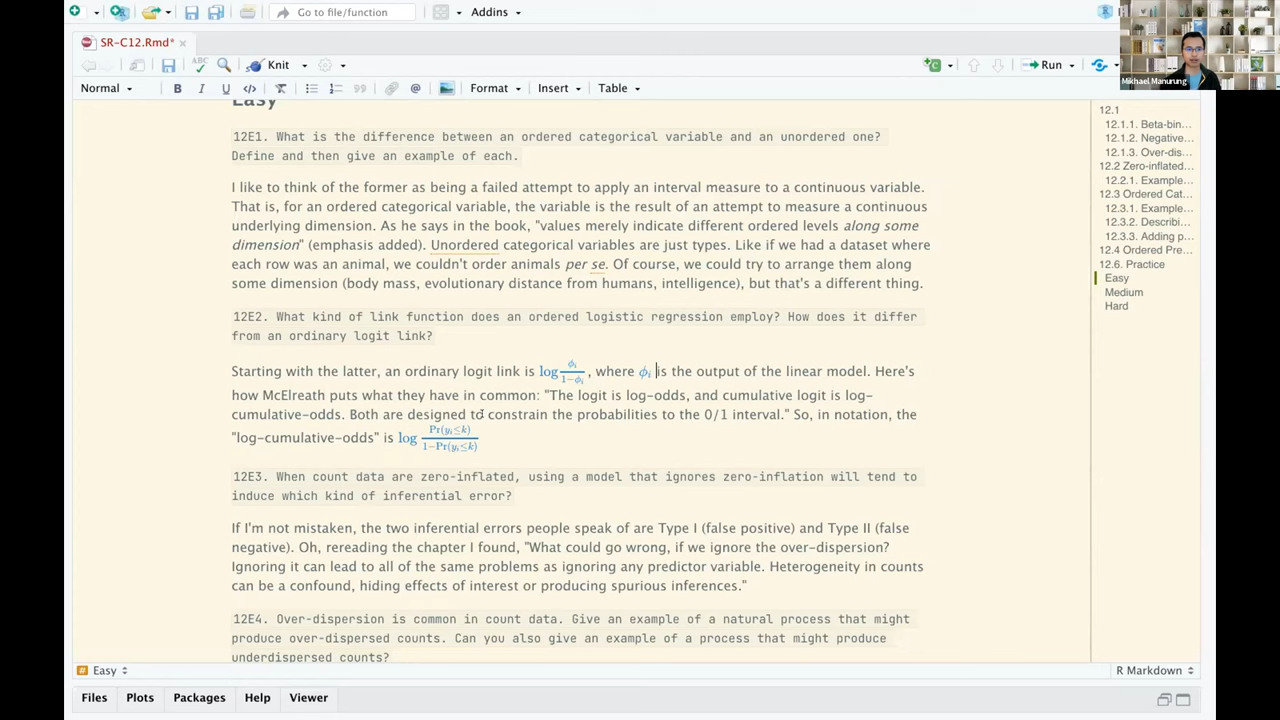 Go to file/function
Addins
SR-C12.Rmd*
ABC
Knit
Run
Mikhael Manurung
Normal
B I U </>
Format
Insert
Table
Easy
12E1. What is the difference between an ordered categorical variable and an unordered one?
Define and then give an example of each.
I like to think of the former as being a failed attempt to apply an interval measure to a continuous variable.
That is, for an ordered categorical variable, the variable is the result of an attempt to measure a continuous
underlying dimension. As he says in the book, "values merely indicate different ordered levels along some
dimension" (emphasis added). Unordered categorical variables are just types. Like if we had a dataset where
each row was an animal, we couldn't order animals per se. Of course, we could try to arrange them along
some dimension (body mass, evolutionary distance from humans, intelligence), but that's a different thing.
12E2. What kind of link function does an ordered logistic regression employ? How does it differ
from an ordinary logit link?
Starting with the latter, an ordinary logit link is log ϕi/1−ϕi, where ϕi is the output of the linear model. Here's
how McElreath puts what they have in common: "The logit is log-odds, and cumulative logit is log-
cumulative-odds. Both are designed to constrain the probabilities to the 0/1 interval." So, in notation, the
"log-cumulative-odds" is log Pr(yi≤k)/1−Pr(yi≤k)
12E3. When count data are zero-inflated, using a model that ignores zero-inflation will tend to
induce which kind of inferential error?
If I'm not mistaken, the two inferential errors people speak of are Type I (false positive) and Type II (false
negative). Oh, rereading the chapter I found, "What could go wrong, if we ignore the over-dispersion?
Ignoring it can lead to all of the same problems as ignoring any predictor variable. Heterogeneity in counts
can be a confound, hiding effects of interest or producing spurious inferences."
12E4. Over-dispersion is common in count data. Give an example of a natural process that might
produce over-dispersed counts. Can you also give an example of a process that might produce
underdispersed counts?
12.1
12.1.1. Beta-bin...
12.1.2. Negative...
12.1.3. Over-dis...
12.2 Zero-inflated...
12.2.1. Example...
12.3 Ordered Cat...
12.3.1. Example...
12.3.2. Describi...
12.3.3. Adding p...
12.4 Ordered Pre...
12.6. Practice
Easy
Medium
Hard
# Easy
R Markdown
Files
Plots
Packages
Help
Viewer